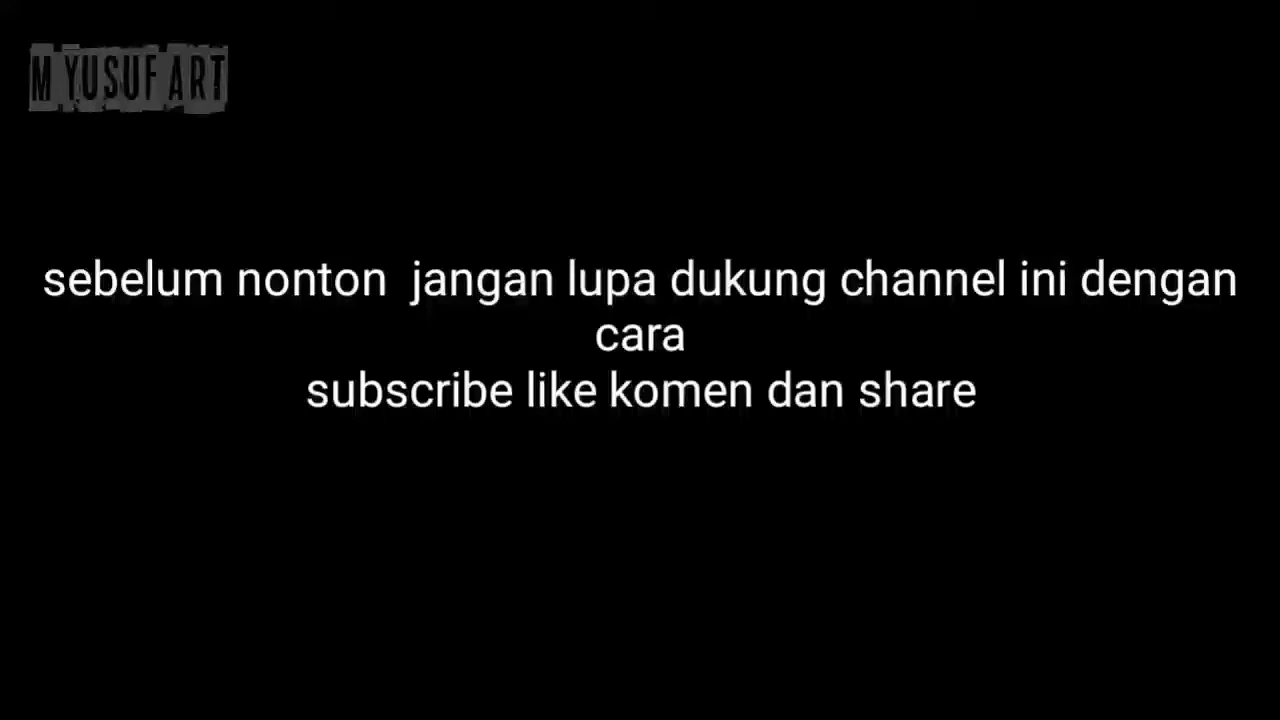 M YUSUF ART
sebelum nonton  jangan lupa dukung channel ini dengan
cara
subscribe like komen dan share